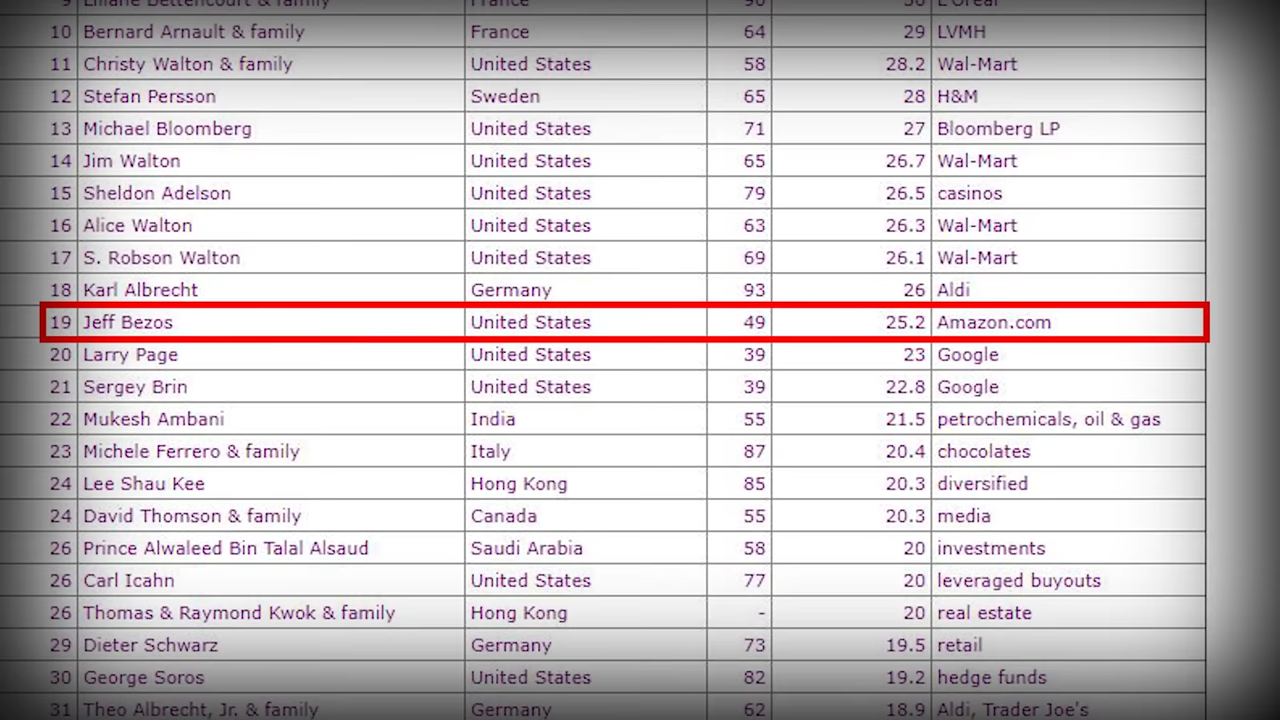 9 Liliane Bettencourt & family France 90 30 L'Oreal
10 Bernard Arnault & family France 64 29 LVMH
11 Christy Walton & family United States 58 28.2 Wal-Mart
12 Stefan Persson Sweden 65 28 H&M
13 Michael Bloomberg United States 71 27 Bloomberg LP
14 Jim Walton United States 65 26.7 Wal-Mart
15 Sheldon Adelson United States 79 26.5 casinos
16 Alice Walton United States 63 26.3 Wal-Mart
17 S. Robson Walton United States 69 26.1 Wal-Mart
18 Karl Albrecht Germany 93 26 Aldi
19 Jeff Bezos United States 49 25.2 Amazon.com
20 Larry Page United States 39 23 Google
21 Sergey Brin United States 39 22.8 Google
22 Mukesh Ambani India 55 21.5 petrochemicals, oil & gas
23 Michele Ferrero & family Italy 87 20.4 chocolates
24 Lee Shau Kee Hong Kong 85 20.3 diversified
24 David Thomson & family Canada 55 20.3 media
26 Prince Alwaleed Bin Talal Alsaud Saudi Arabia 58 20 investments
26 Carl Icahn United States 77 20 leveraged buyouts
26 Thomas & Raymond Kwok & family Hong Kong - 20 real estate
29 Dieter Schwarz Germany 73 19.5 retail
30 George Soros United States 82 19.2 hedge funds
31 Theo Albrecht, Jr. & family Germany 62 18.9 Aldi, Trader Joe's